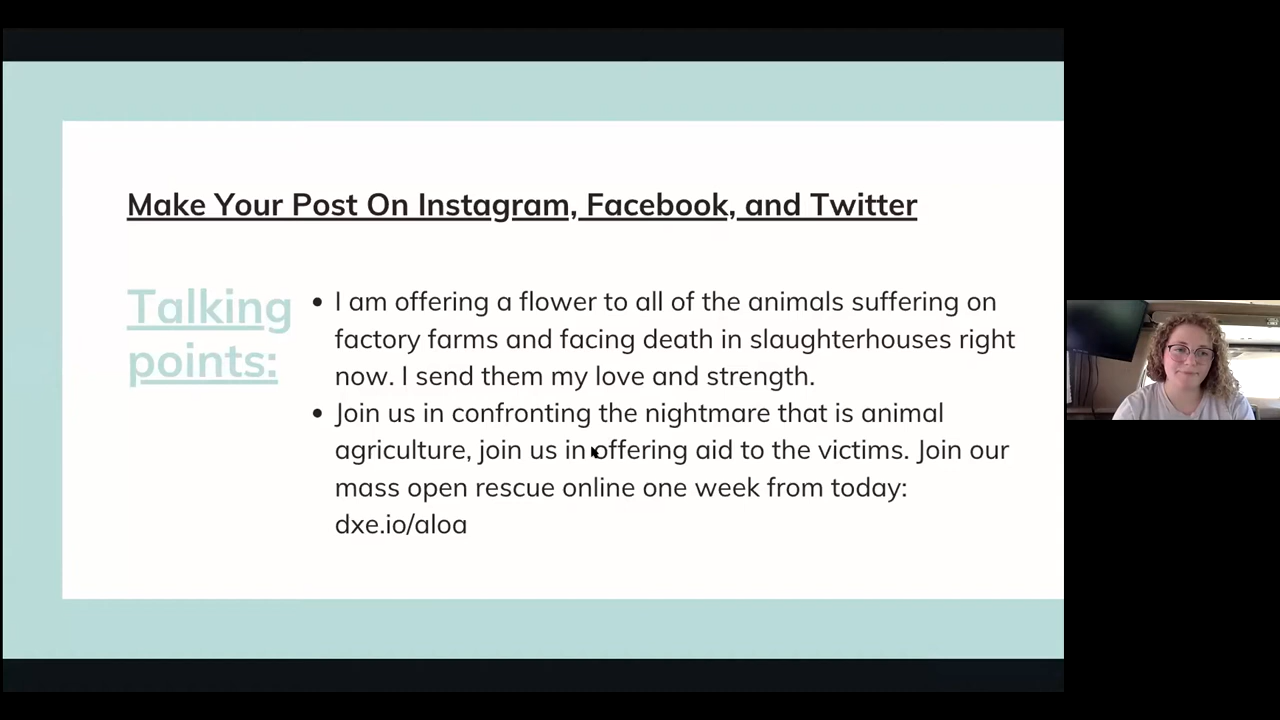 Make Your Post On Instagram, Facebook, and Twitter
Talking
points:
• I am offering a flower to all of the animals suffering on
factory farms and facing death in slaughterhouses right
now. I send them my love and strength.
• Join us in confronting the nightmare that is animal
agriculture, join us in offering aid to the victims. Join our
mass open rescue online one week from today:
dxe.io/aloa